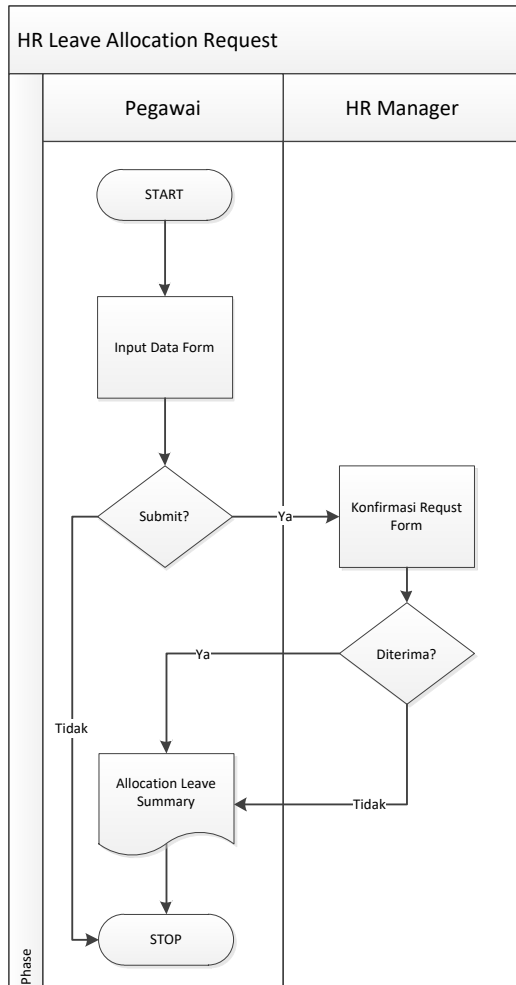 HR Leave Allocation Request
Pegawai
HR Manager
START
Input Data Form
Submit?
Ya
Konfirmasi Requst
Form
Diterima?
Ya
Tidak
Allocation Leave
Summary
Tidak
STOP
Phase